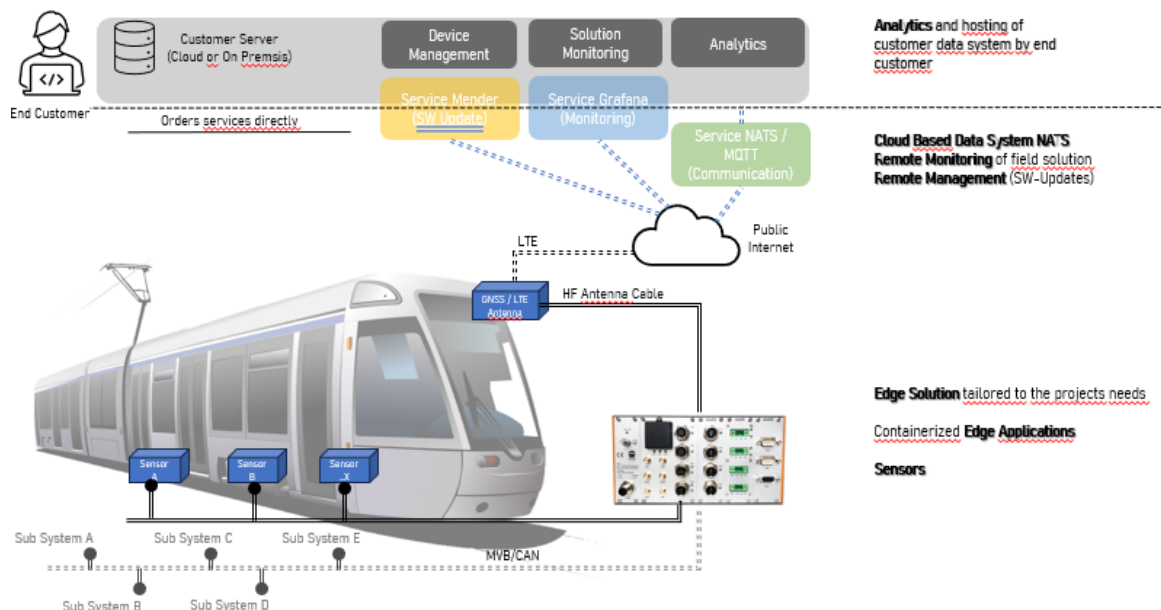 Customer Server
(Cloud or On Premsis)
Device
Management
Solution
Monitoring
Analytics
Analytics and hosting of
customer data system by end
customer
End Customer
Orders services directly
Service Mender
(SW Update)
Service Grafana
(Monitoring)
Service NATS /
MQTT
(Communication)
Cloud Based Data System NATS
Remote Monitoring of field solution
Remote Management (SW-Updates)
Public
Internet
LTE
GNSS / LTE
Antenna
HF Antenna Cable
Edge Solution tailored to the projects needs
Containerized Edge Applications
Sensors
Sensor
A
Sensor
B
Sensor
X
Sub System A
Sub System C
Sub System E
MVB/CAN
Sub System B
Sub System D